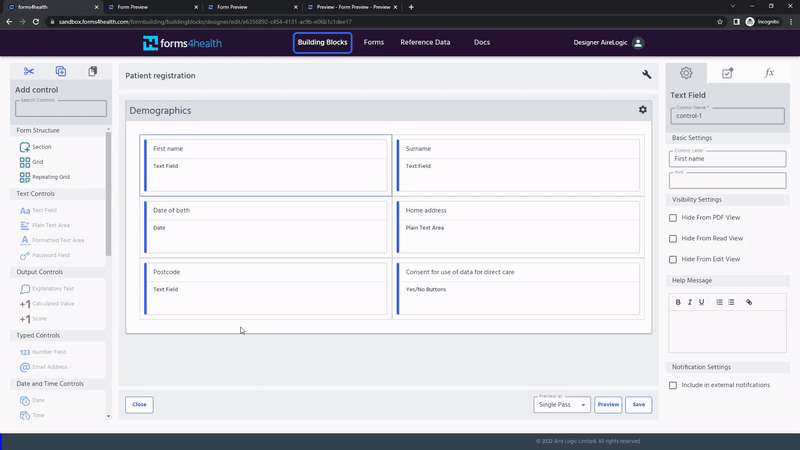 forms4health
Form Preview
Form Preview
Preview - Form Preview - Preview
sandbox.forms4health.com/formbuilding/buildingblocks/designer/edit/e6356892-c454-4131-ac9b-e06b1c1dee17
Incognito
forms4health
Building Blocks
Forms
Reference Data
Docs
Designer AireLogic
Add control
Search Controls
Form Structure
Section
Grid
Repeating Grid
Text Controls
Text Field
Plain Text Area
Formatted Text Area
Password Field
Output Controls
Explanatory Text
Calculated Value
Score
Typed Controls
Number Field
Email Address
Date and Time Controls
Date
Time
Patient registration
Demographics
First name
Text Field
Surname
Text Field
Date of birth
Date
Home address
Plain Text Area
Postcode
Text Field
Consent for use of data for direct care
Yes/No Buttons
Close
Preview as
Single Pass
Preview
Save
fx
Text Field
Control Name *
control-1
Basic Settings
Control Label
First name
Hint
Visibility Settings
Hide From PDF View
Hide From Read View
Hide From Edit View
Help Message
B I U
Notification Settings
Include in external notifcations
© 2022 Aire Logic Limited. All rights reserved